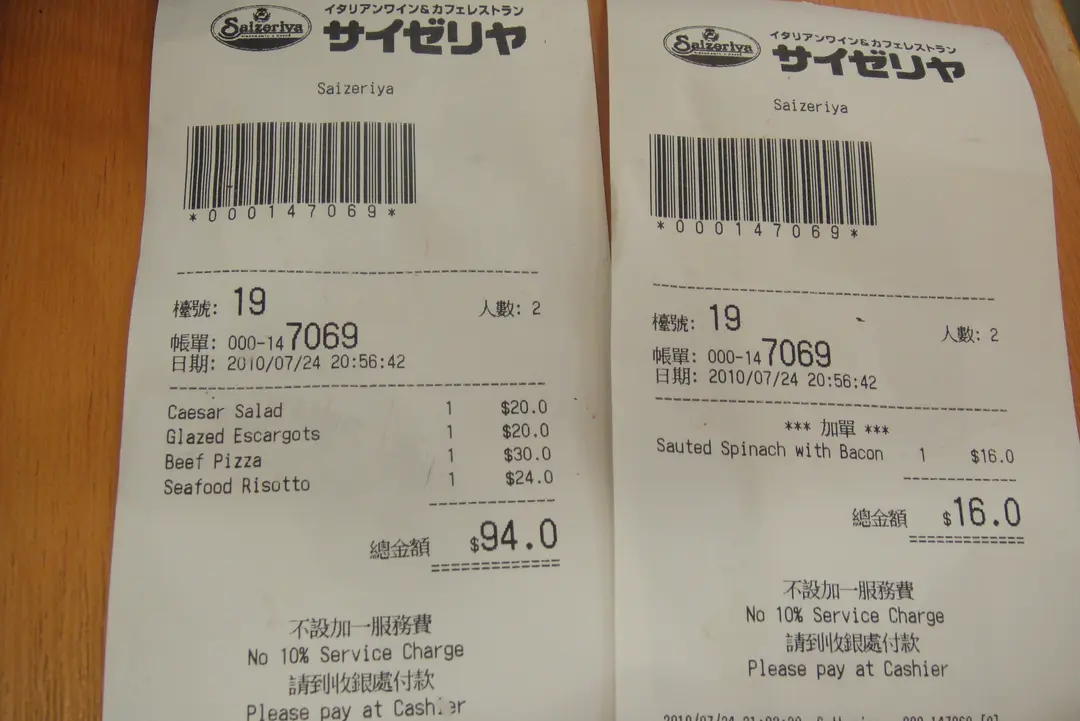 Saizeriya
イタリアンワイン&カフェレストラン
サイゼリヤ
Saizeriya
*000147069*
檯號: 19 人數: 2
帳單: 000-147069
日期: 2010/07/24 20:56:42
Caesar Salad 1 $20.0
Glazed Escargots 1 $20.0
Beef Pizza 1 $30.0
Seafood Risotto 1 $24.0
總金額 $94.0
不設加一服務費
No 10% Service Charge
請到收銀處付款
Please pay at Cashier
Saizeriya
イタリアンワイン&カフェレストラン
サイゼリヤ
Saizeriya
*000147069*
檯號: 19 人數: 2
帳單: 000-147069
日期: 2010/07/24 20:56:42
*** 加單 ***
Sauted Spinach with Bacon 1 $16.0
總金額 $16.0
不設加一服務費
No 10% Service Charge
請到收銀處付款
Please pay at Cashier